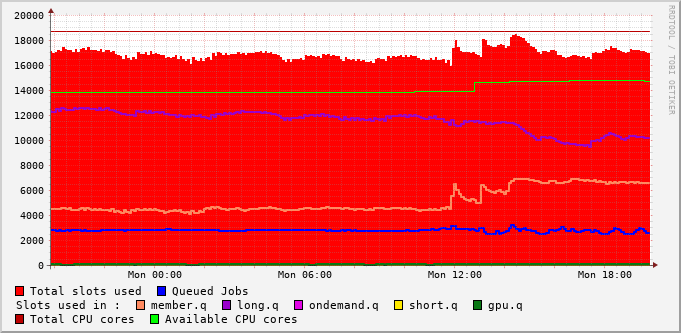 20000
18000
16000
14000
12000
10000
8000
6000
4000
2000
0
Mon 00:00 Mon 06:00 Mon 12:00 Mon 18:00
RRDTOOL / TOBI OETIKER
Total slots used Queued Jobs
Slots used in : member.q long.q ondemand.q short.q gpu.q
Total CPU cores Available CPU cores